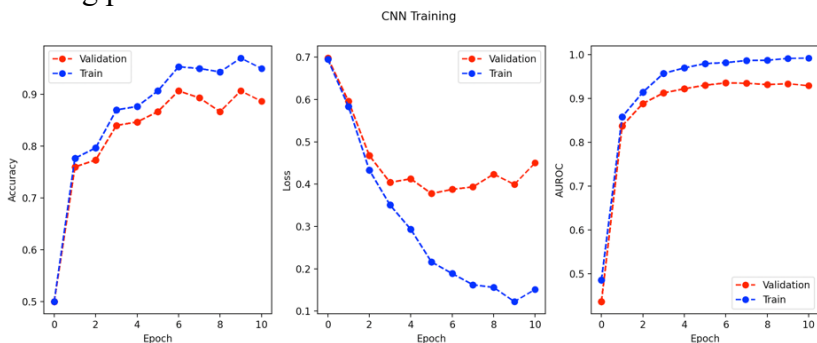 CNN Training
Validation
Train
Accuracy
0.9
0.8
0.7
0.6
0.5
0 2 4 6 8 10
Epoch
Validation
Train
Loss
0.7
0.6
0.5
0.4
0.3
0.2
0.1
0 2 4 6 8 10
Epoch
Validation
Train
AUROC
1.0
0.9
0.8
0.7
0.6
0.5
0 2 4 6 8 10
Epoch